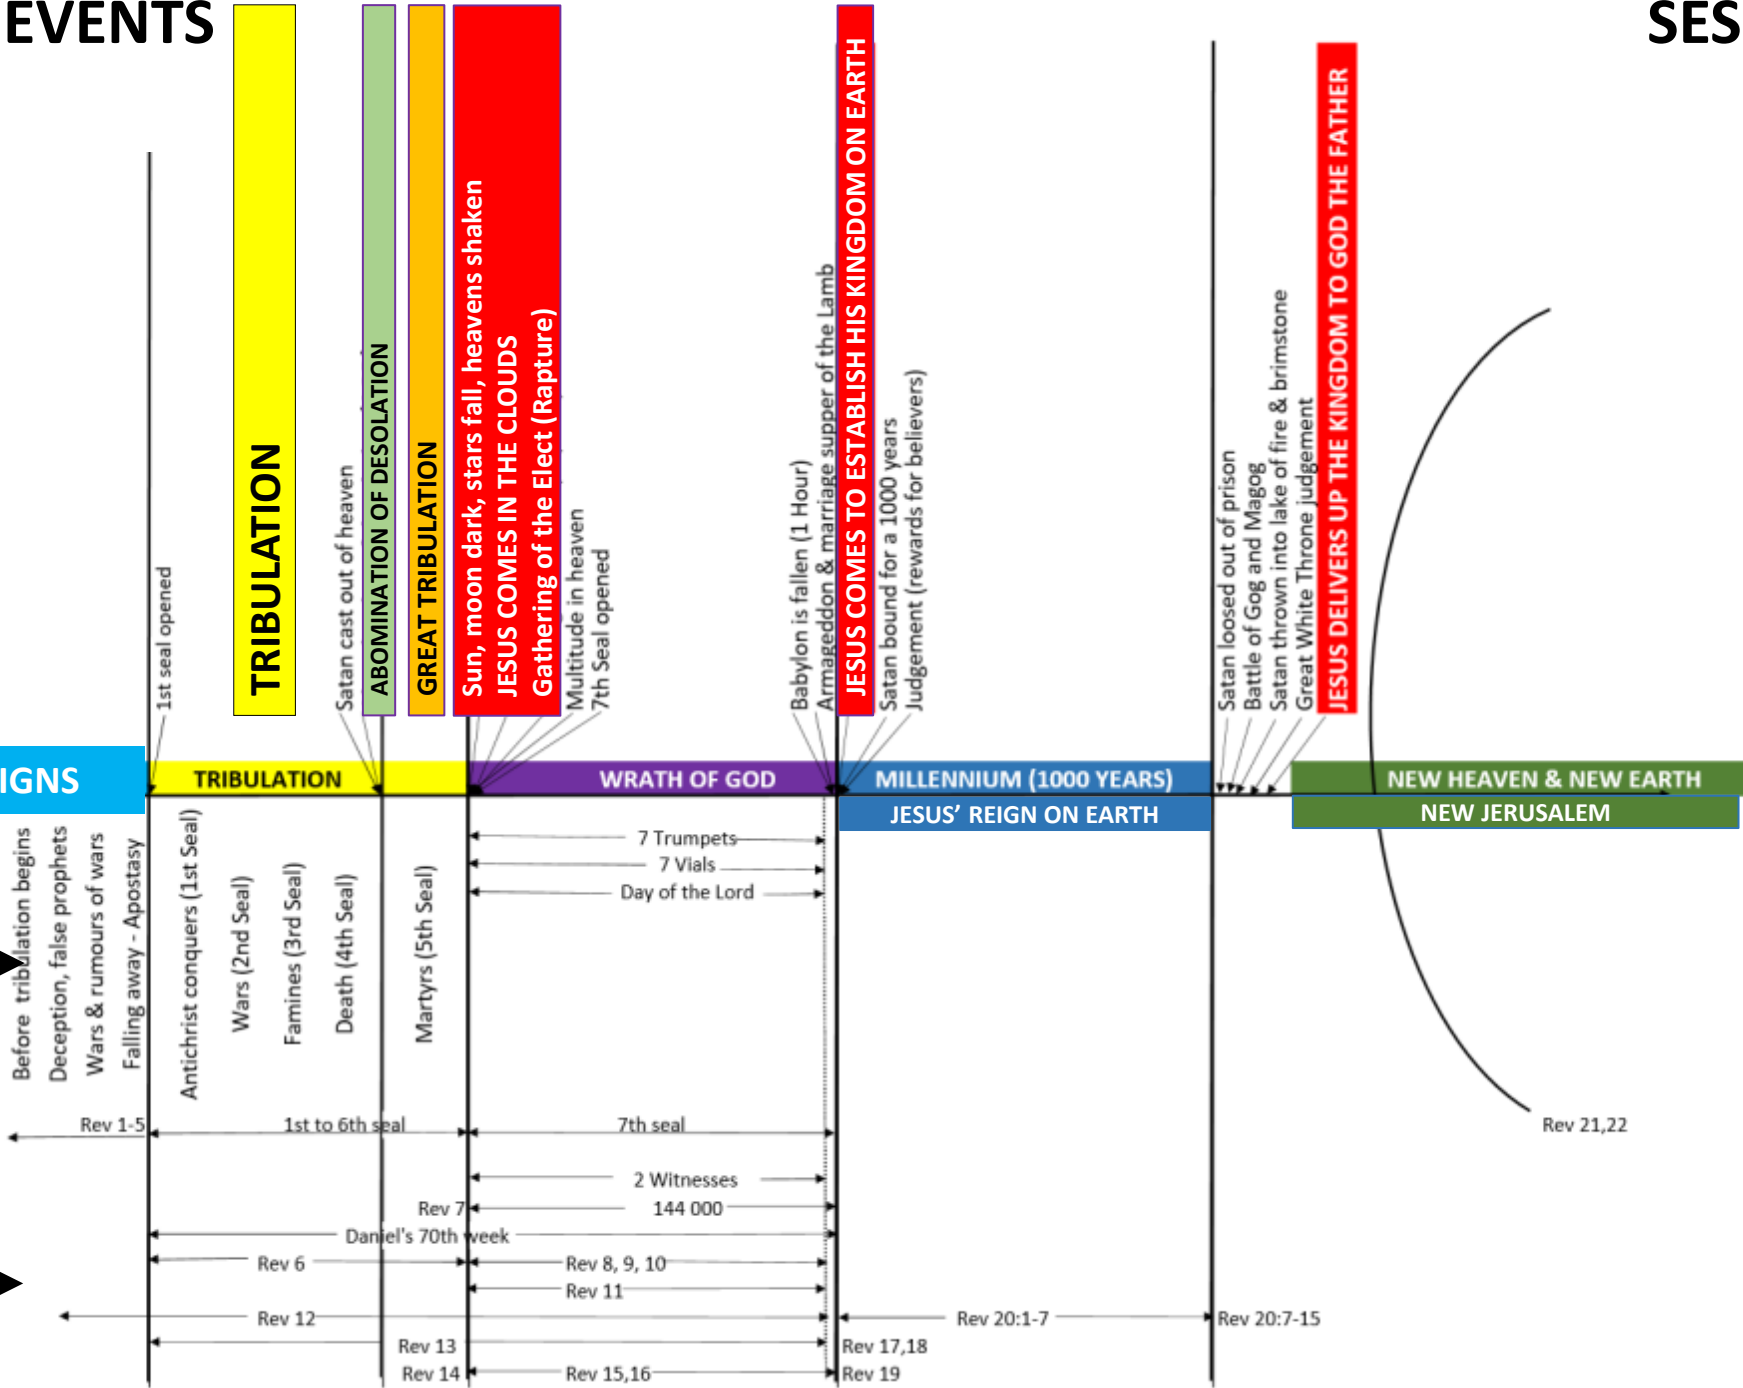 EVENTS
SES
1st seal opened
TRIBULATION
Satan cast out of heaven
ABOMINATION OF DESOLATION
GREAT TRIBULATION
Sun, moon dark, stars fall, heavens shaken
JESUS COMES IN THE CLOUDS
Gathering of the Elect (Rapture)
Multitude in heaven
7th Seal opened
Babylon is fallen (1 Hour)
Armageddon & marriage supper of the Lamb
JESUS COMES TO ESTABLISH HIS KINGDOM ON EARTH
Satan bound for a 1000 years
Judgement (rewards for believers)
Satan loosed out of prison
Battle of Gog and Magog
Satan thrown into lake of fire & brimstone
Great White Throne judgement
JESUS DELIVERS UP THE KINGDOM TO GOD THE FATHER
IGNS
TRIBULATION
WRATH OF GOD
MILLENNIUM (1000 YEARS)
NEW HEAVEN & NEW EARTH
JESUS’ REIGN ON EARTH
NEW JERUSALEM
Before tribulation begins
Deception, false prophets
Wars & rumours of wars
Falling away - Apostasy
Antichrist conquers (1st Seal)
Wars (2nd Seal)
Famines (3rd Seal)
Death (4th Seal)
Martyrs (5th Seal)
7 Trumpets
7 Vials
Day of the Lord
Rev 1-5
1st to 6th seal
7th seal
Rev 21,22
2 Witnesses
Rev 7
144 000
Daniel's 70th week
Rev 6
Rev 8, 9, 10
Rev 11
Rev 12
Rev 20:1-7
Rev 20:7-15
Rev 13
Rev 17,18
Rev 14
Rev 15,16
Rev 19